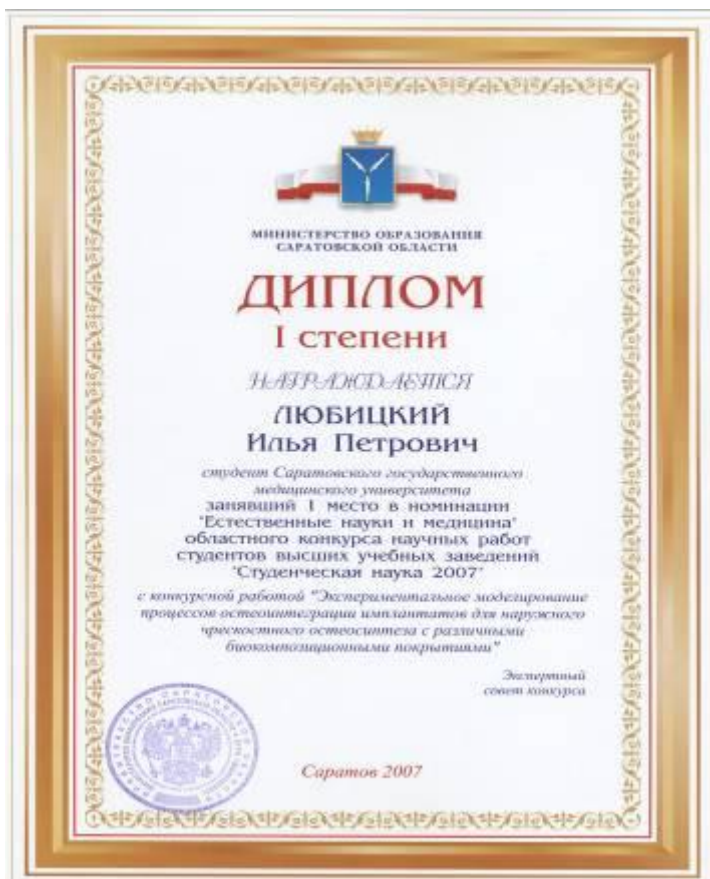 МИНИСТЕРСТВО ОБРАЗОВАНИЯ
САРАТОВСКОЙ ОБЛАСТИ
ДИПЛОМ
I степени
НАГРАЖДАЕТСЯ
ЛЮБИЦКИЙ
Илья Петрович
студент Саратовского государственного
медицинского университета
занявший I место в номинации
"Естественные науки и медицина"
областного конкурса научных работ
студентов высших учебных заведений
"Студенческая наука 2007"
с конкурсной работой "Экспериментальное моделирование
процессов остеоинтеграции имплантатов для наружного
чрескостного остеосинтеза с различными
биокомпозиционными покрытиями"
Экспертный
совет конкурса
Саратов 2007